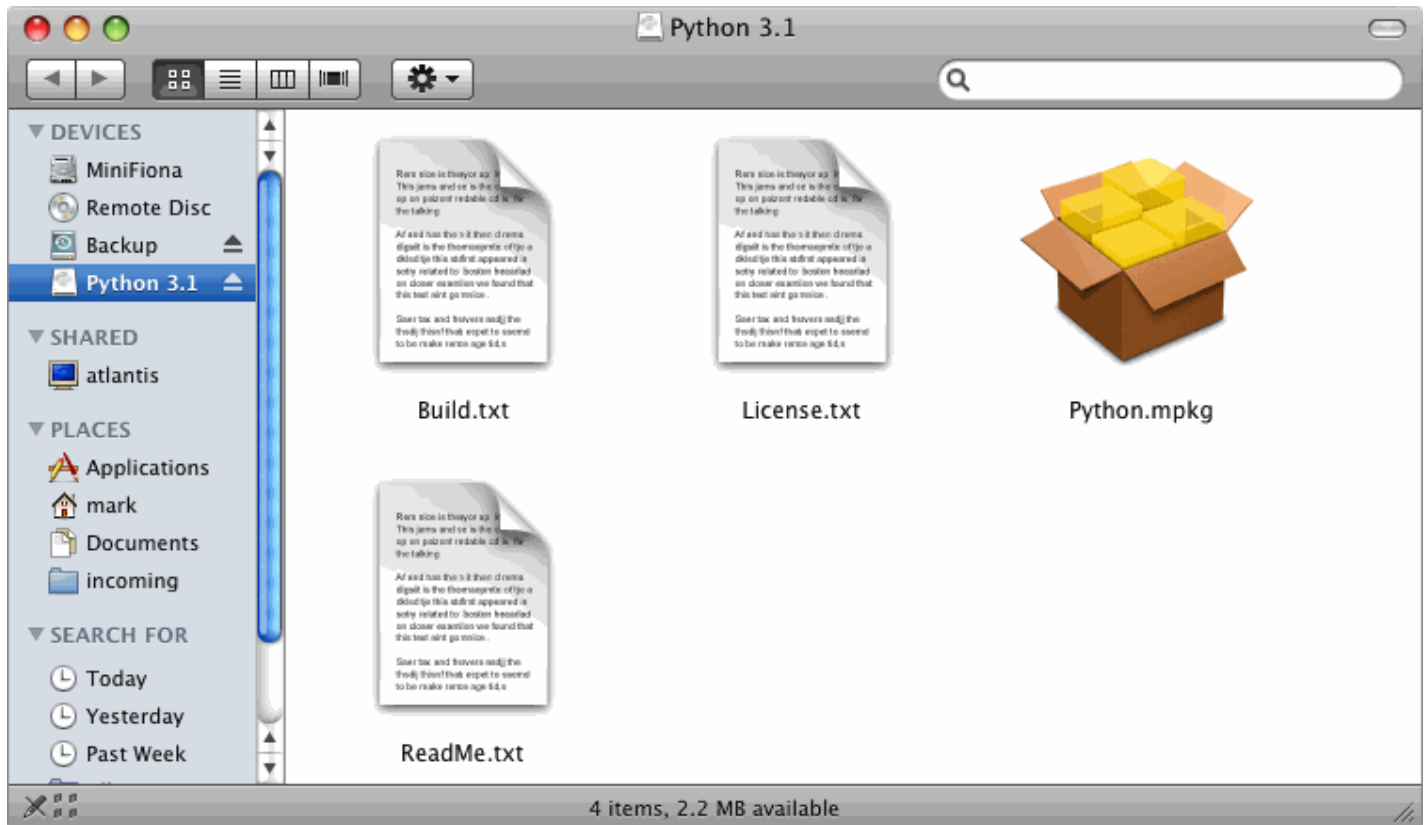 Python 3.1
DEVICES
MiniFiona
Remote Disc
Backup
Python 3.1
SHARED
atlantis
PLACES
Applications
mark
Documents
incoming
SEARCH FOR
Today
Yesterday
Past Week
Build.txt
License.txt
Python.mpkg
ReadMe.txt
4 items, 2.2 MB available